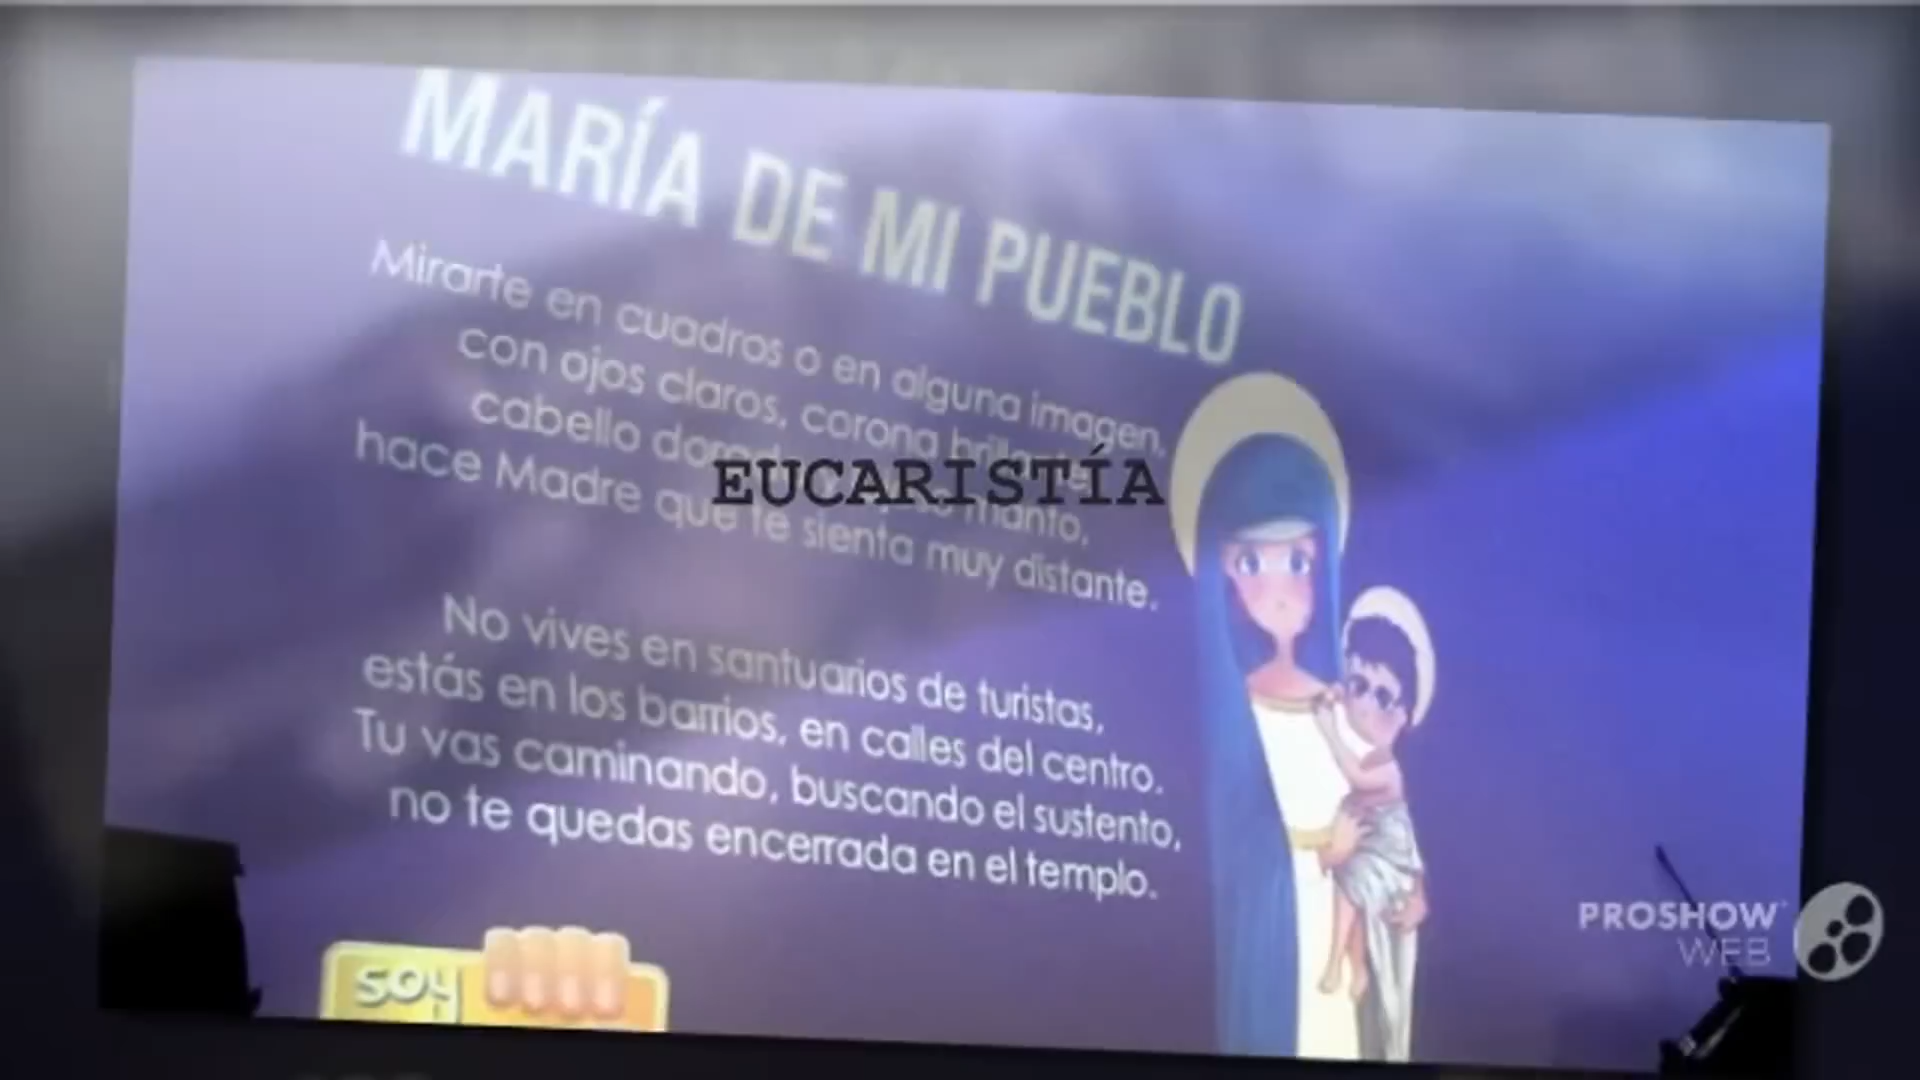 MARÍA DE MI PUEBLO
Mirarte en cuadros o en alguna imagen,
con ojos claros, corona brillante,
cabello manto,
hace Madre que te sienta muy distante.
EUCARISTÍA
No vives en santuarios de turistas,
estás en los barrios, en calles del centro.
Tu vas caminando, buscando el sustento,
no te quedas encerrada en el templo.
SOY
PROSHOW
WEB